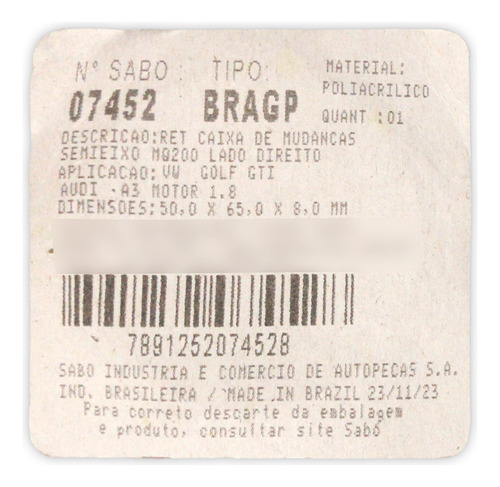 Nº SABO : TIPO: MATERIAL:
07452 BRAGP POLIACRILICO
QUANT :01
DESCRICAO:RET CAIXA DE MUDANCAS
SEMIEIXO MQ200 LADO DIREITO
APLICACAO:VW GOLF GTI
AUDI -A3 MOTOR 1.8
DIMENSOES:50,0 X 65,0 X 8,0 MM
7891252074528
SABO INDUSTRIA E COMERCIO DE AUTOPECAS S.A.
IND. BRASILEIRA / MADE IN BRAZIL 23/11/23
Para correto descarte da embalagem
e produto, consultar site Sabó